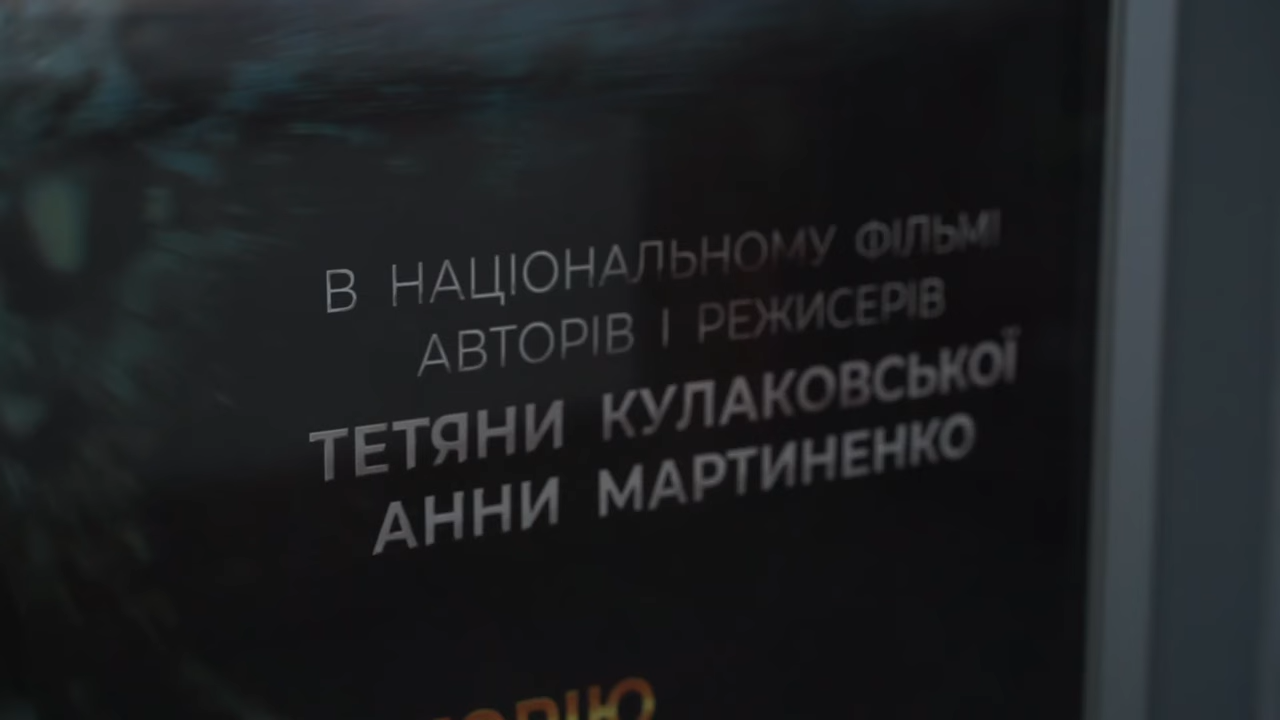 В НАЦІОНАЛЬНОМУ ФІЛЬМІ
АВТОРІВ І РЕЖИСЕРІВ
ТЕТЯНИ КУЛАКОВСЬКОЇ
АННИ МАРТИНЕНКО